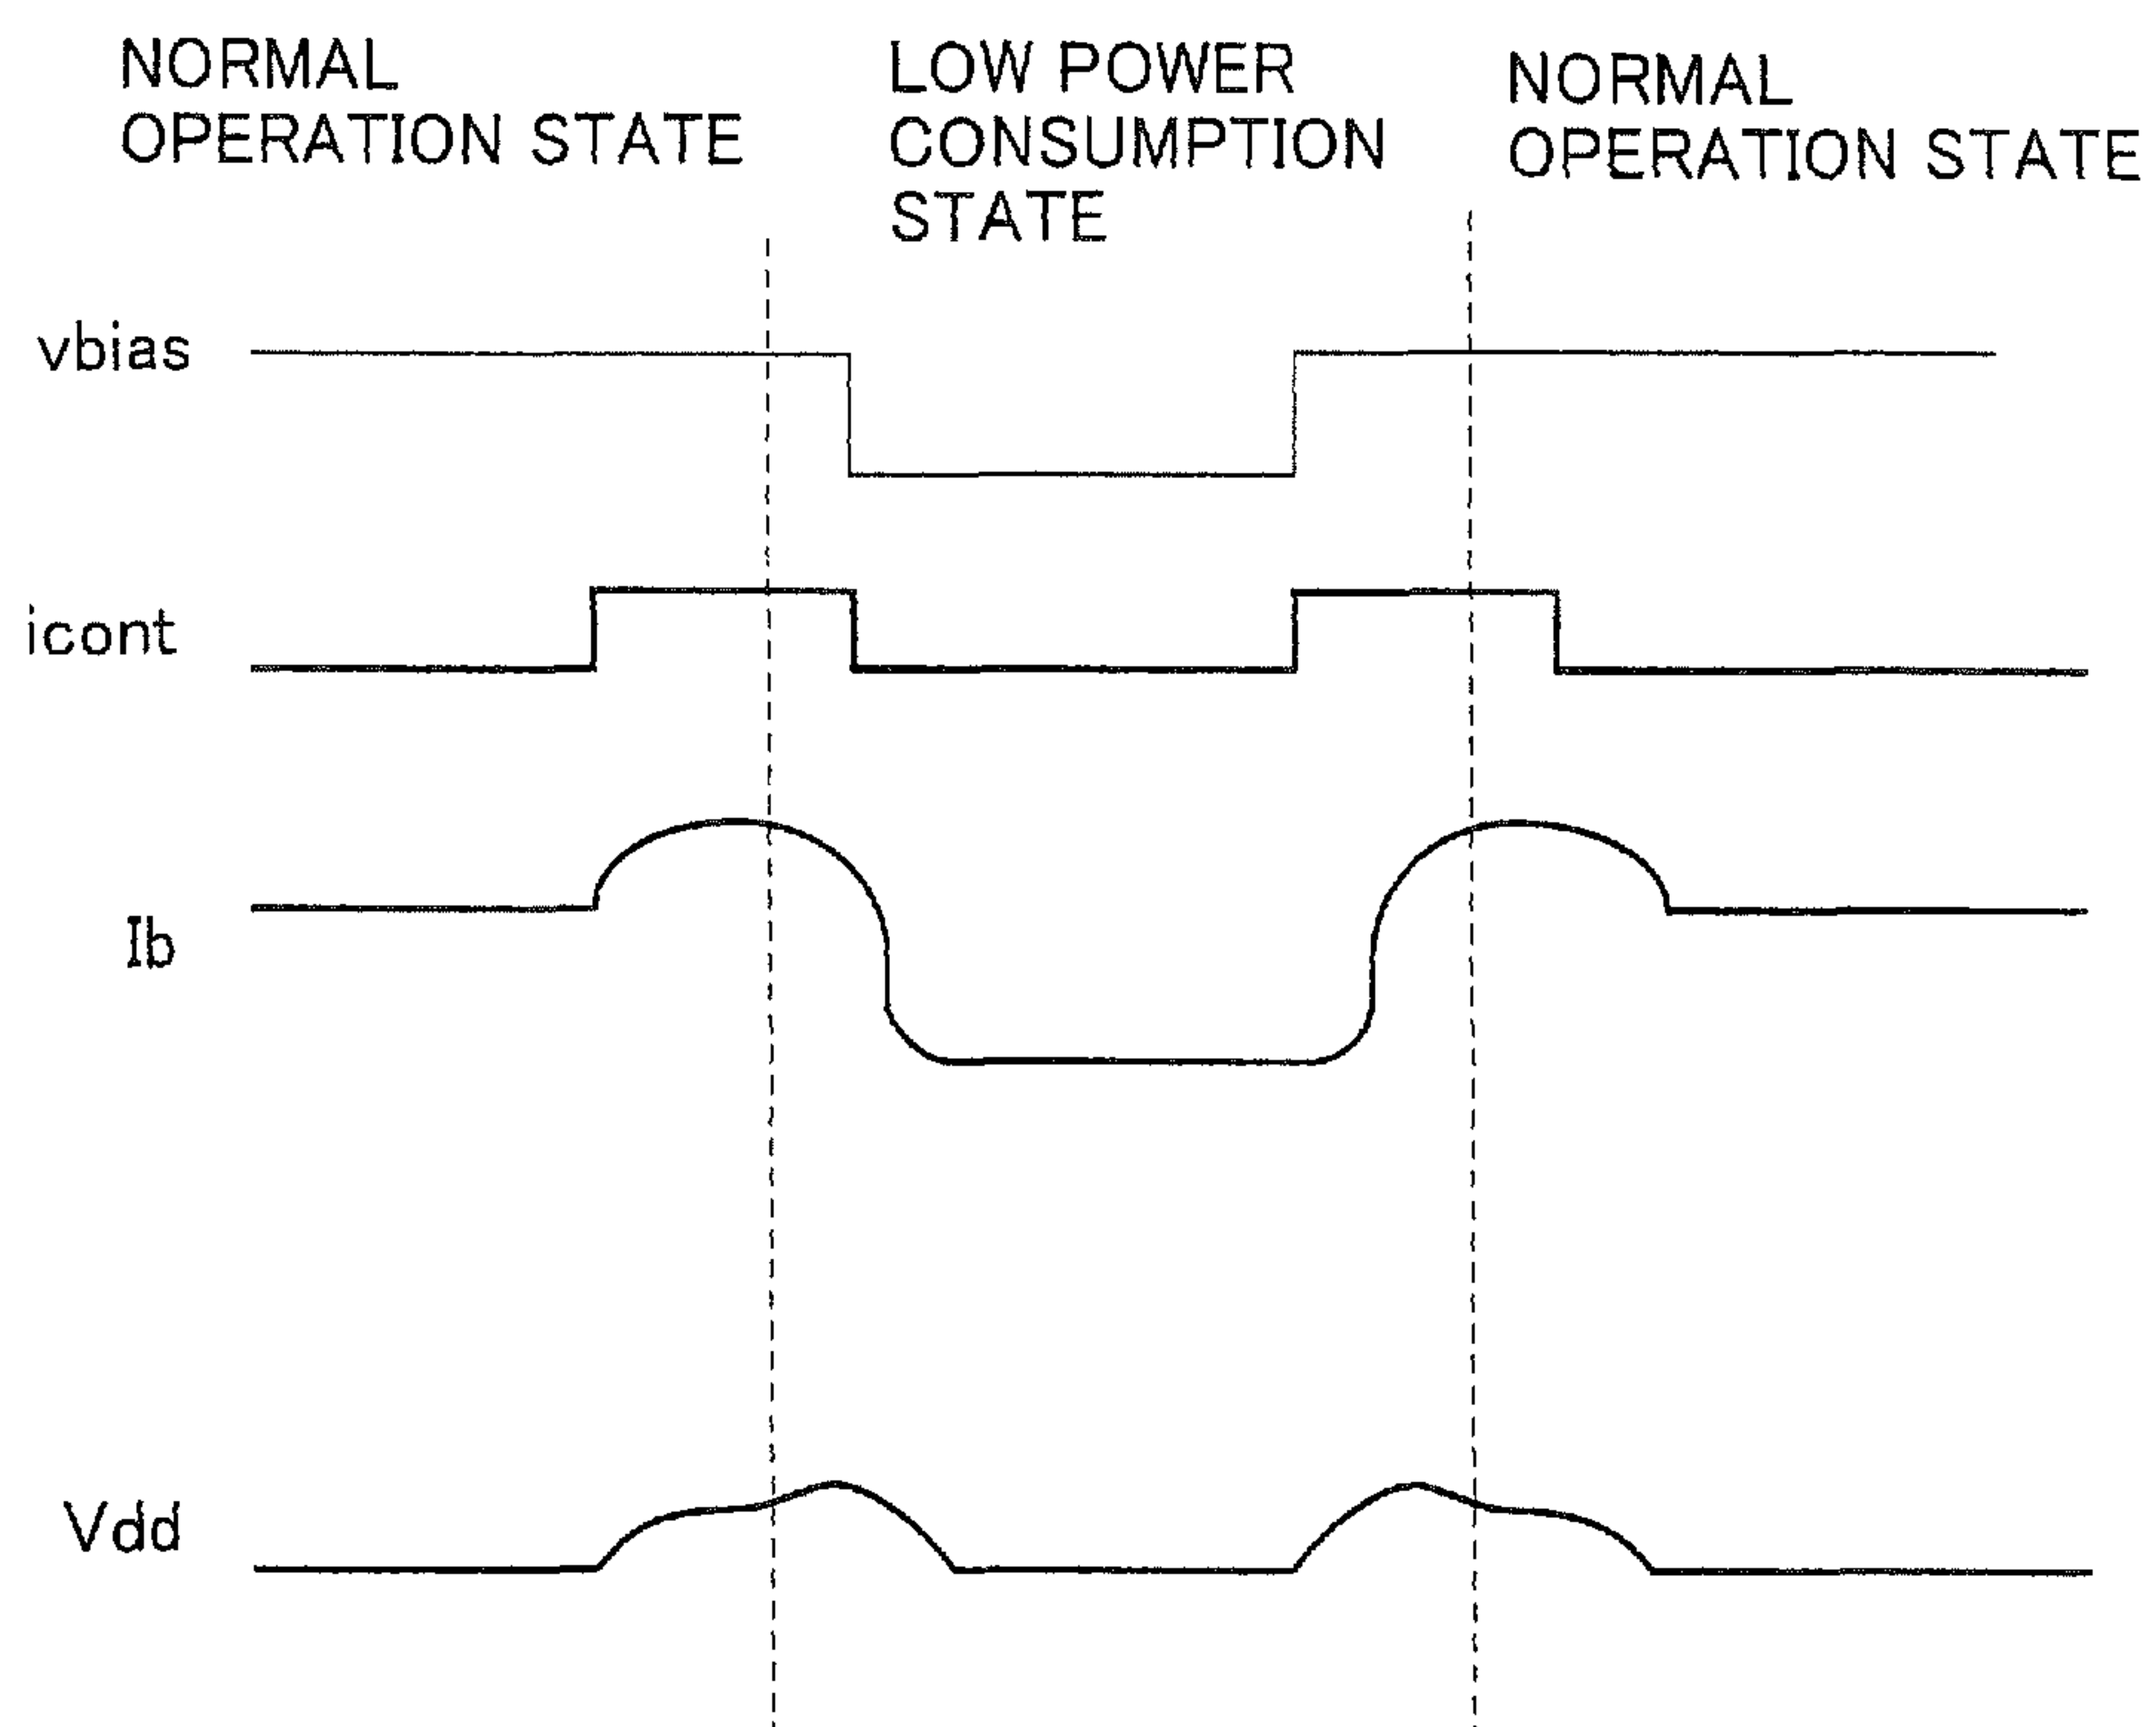 NORMAL
OPERATION STATE
LOW POWER
CONSUMPTION
STATE
NORMAL
OPERATION STATE
vbias
icont
Ib
Vdd